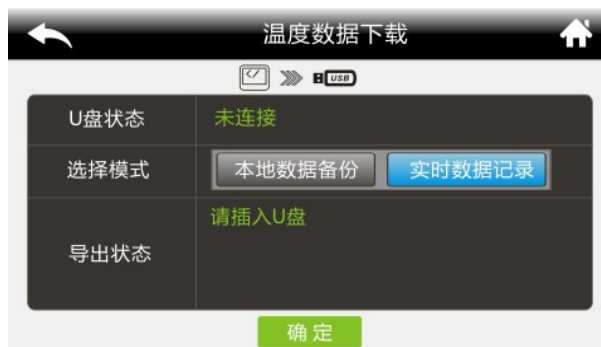 温度数据下载
USB
U盘状态 未连接
选择模式 本地数据备份 实时数据记录
请插入U盘
导出状态
确定